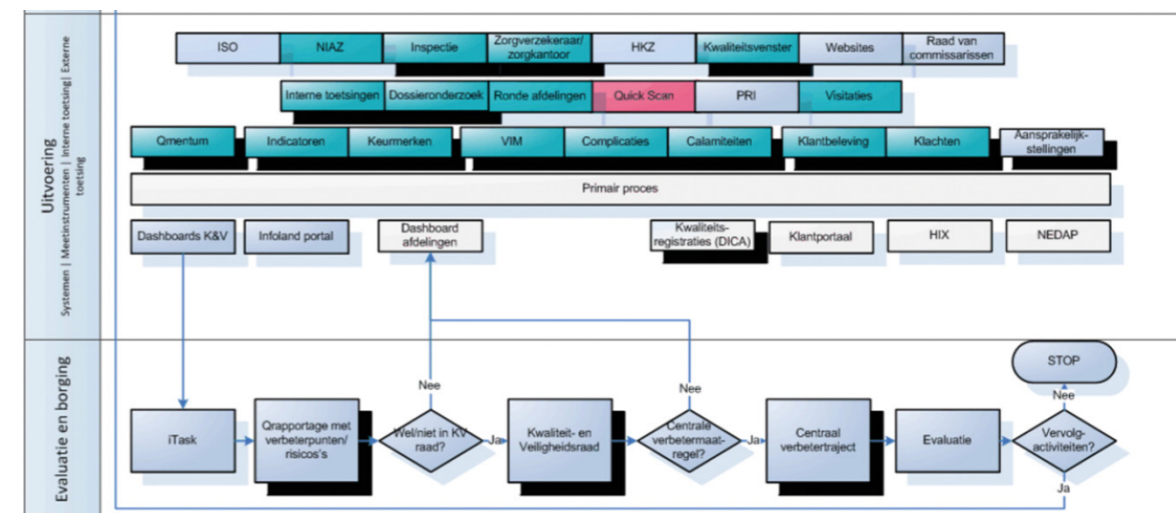 Uitvoering
Systemen | Meetinstrumenten | Interne toetsing| Externe
toetsing
ISO
NIAZ
Inspectie
Zorgverzekeraar/
zorgkantoor
HKZ
Kwaliteitsvenster
Websites
Raad van
commissarissen
Interne toetsingen
Dossieronderzoek
Ronde afdelingen
Quick Scan
PRI
Visitaties
Qmentum
Indicatoren
Keurmerken
VIM
Complicaties
Calamiteiten
Klantbeleving
Klachten
Aansprakelijk-
stellingen
Primair proces
Dashboards K&V
Infoland portal
Dashboard
afdelingen
Kwaliteits-
registraties (DICA)
Klantportaal
HIX
NEDAP
Evaluatie en borging
iTask
Qrapportage met
verbeterpunten/
risicos's
Nee
Wel/niet in KV
raad?
Ja
Kwaliteit- en
Veiligheidsraad
Nee
Centrale
verbetermaat-
regel?
Ja
Centraal
verbetertraject
Evaluatie
STOP
Nee
Vervolg-
activiteiten?
Ja